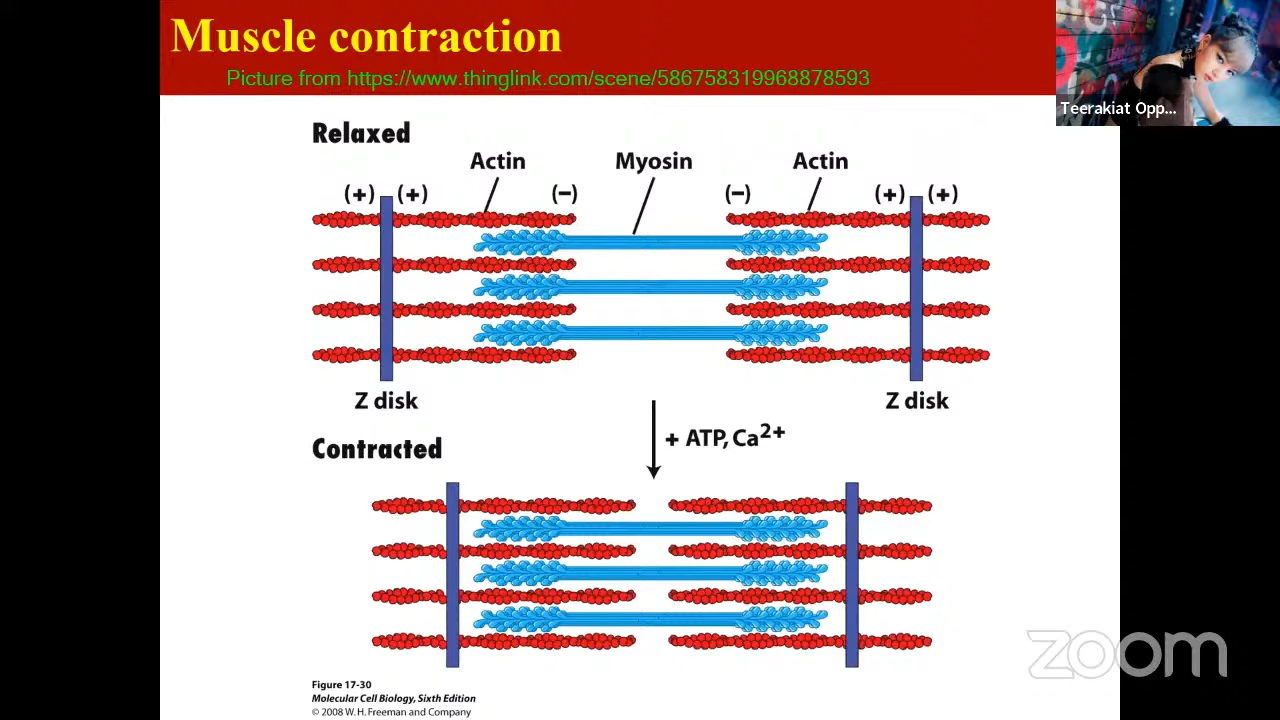 Muscle contraction
Picture from https://www.thinglink.com/scene/586758319968878593
Teerakiat Opp...
Relaxed
Actin Myosin Actin
(+) (+) (−) (−) (+) (+)
Z disk Z disk
+ ATP, Ca2+
Contracted
zoom
Figure 17-30
Molecular Cell Biology, Sixth Edition
© 2008 W. H. Freeman and Company